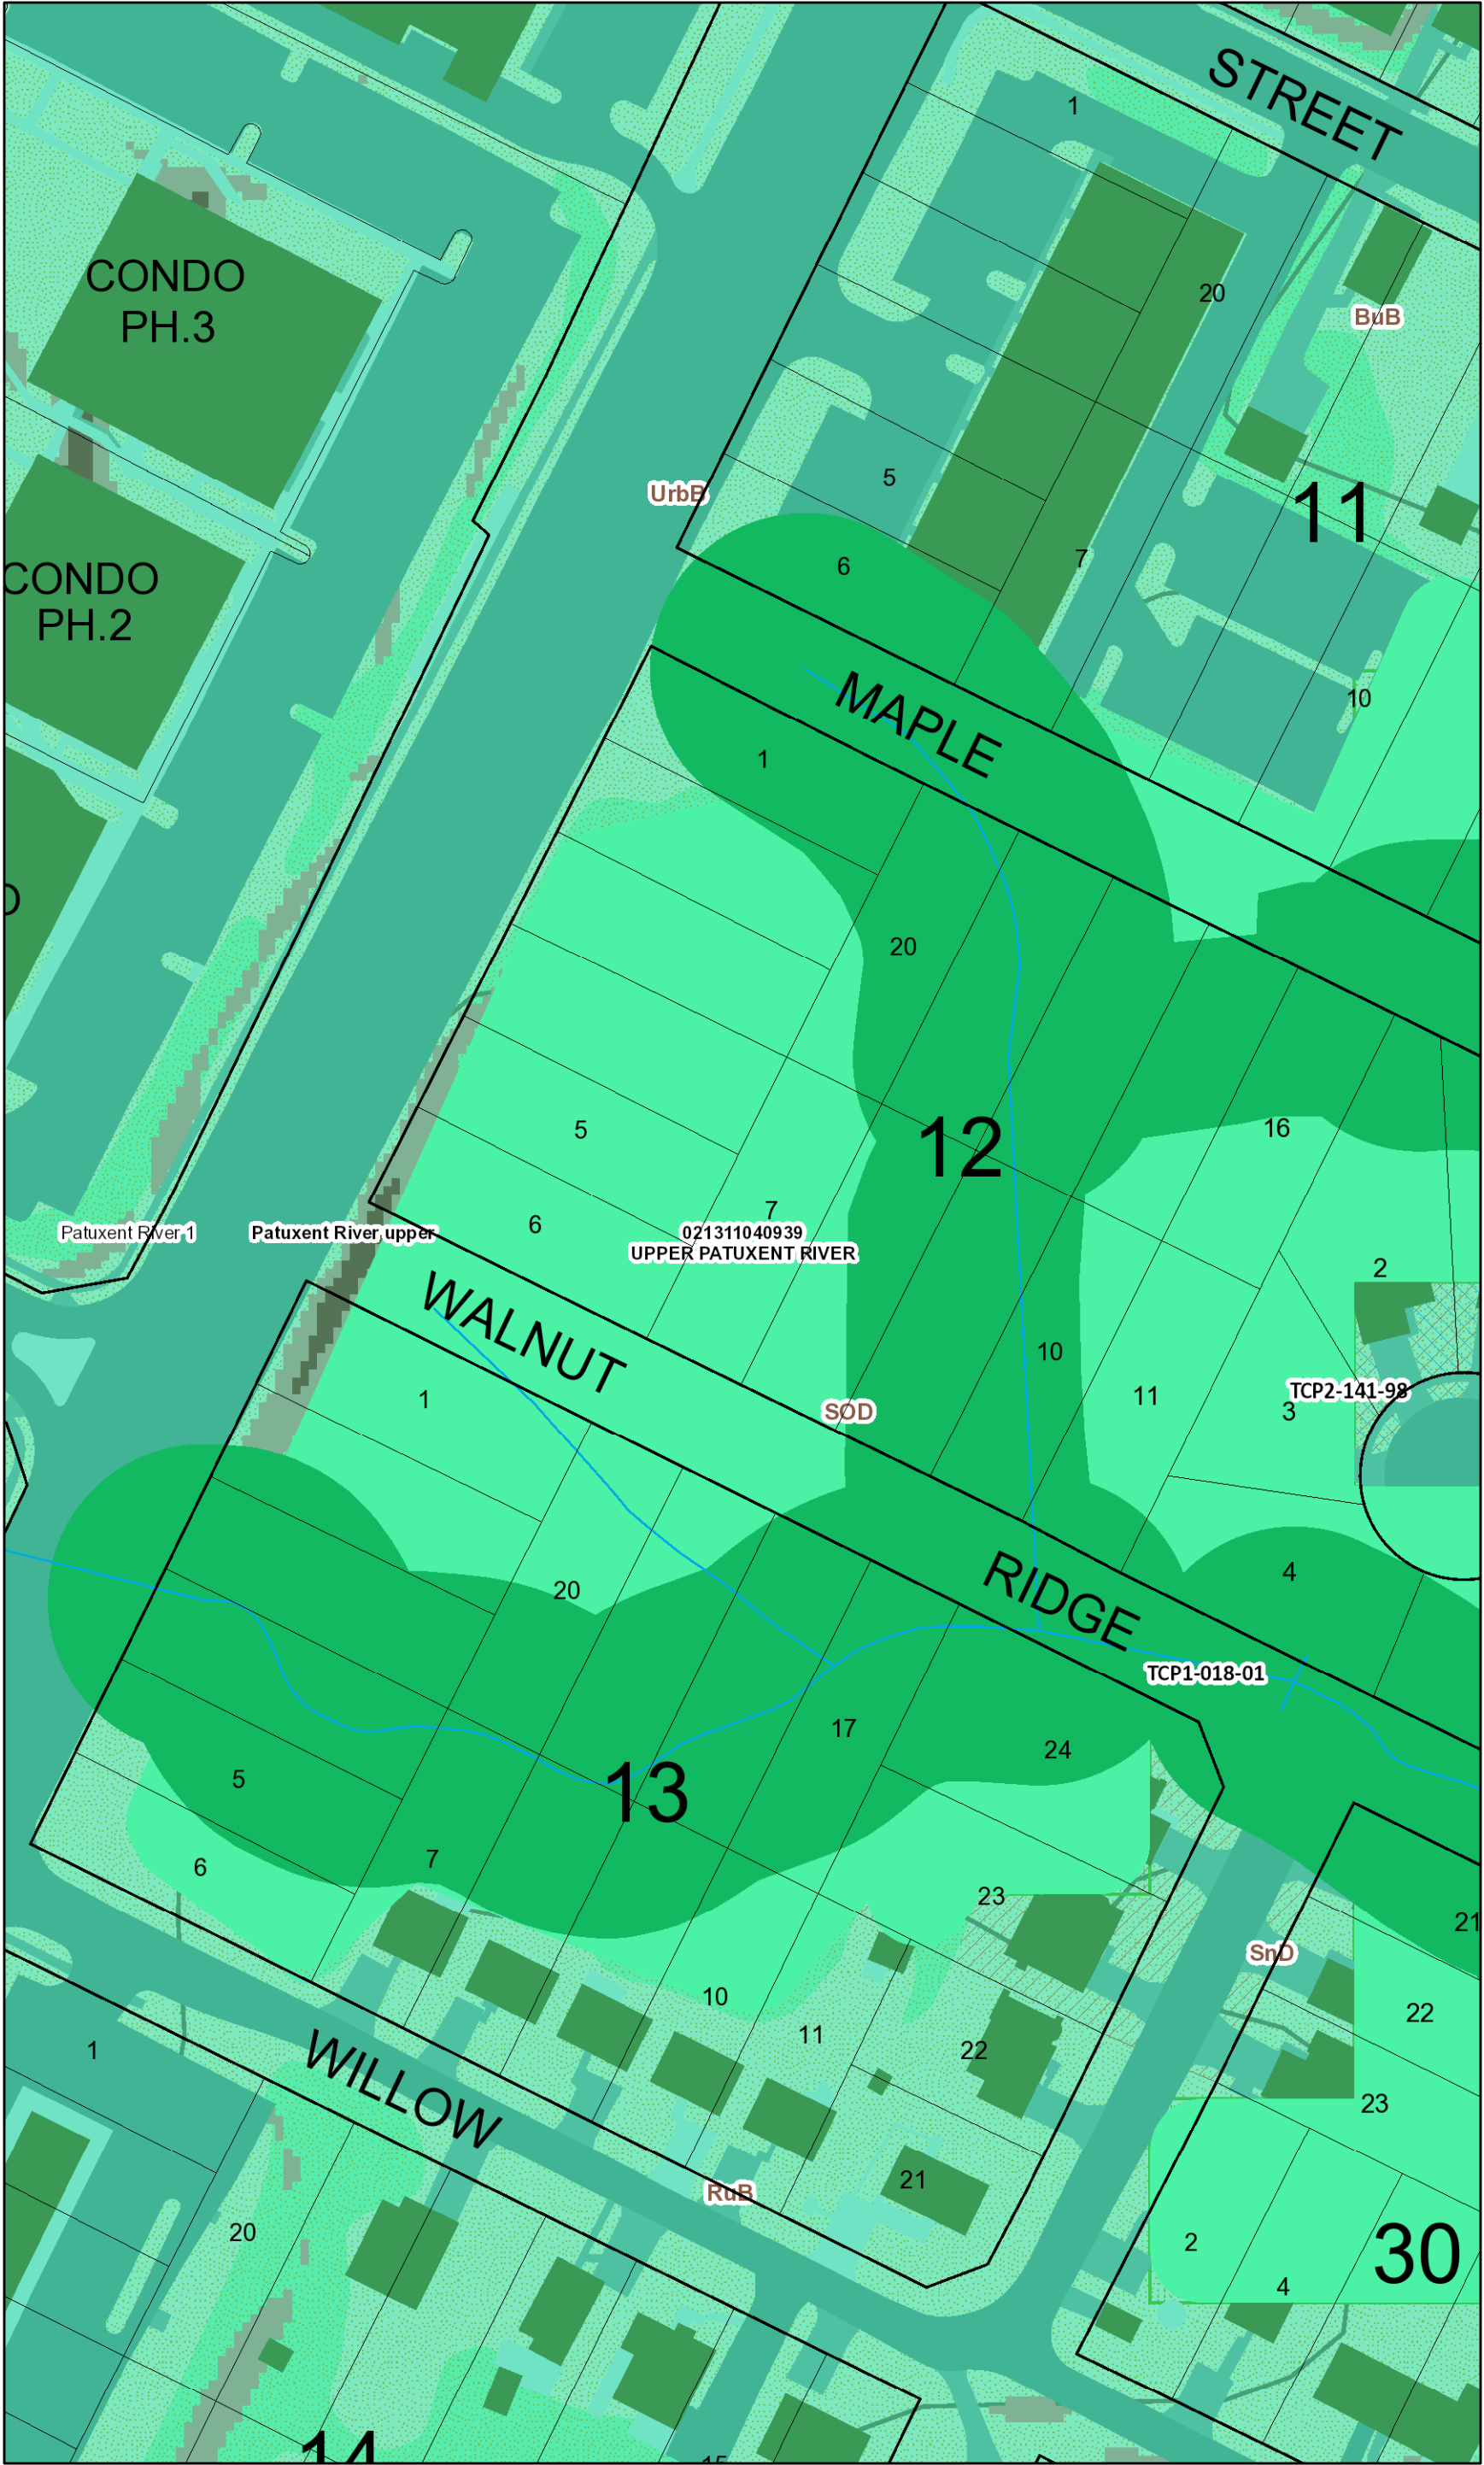 STREET
1
CONDO
PH.3
20
BuB
5
UrbB
11
6
7
CONDO
PH.2
10
MAPLE
1
20
12
16
5
6
7
Patuxent River 1
Patuxent River upper
021311040939
UPPER PATUXENT RIVER
2
WALNUT
10
TCP2-141-98
1
11
3
SOD
20
RIDGE
4
TCP1-018-01
17
24
5
13
7
6
23
21
SnD
10
22
11
22
1
WILLOW
23
21
RuB
20
2
30
4
14
15